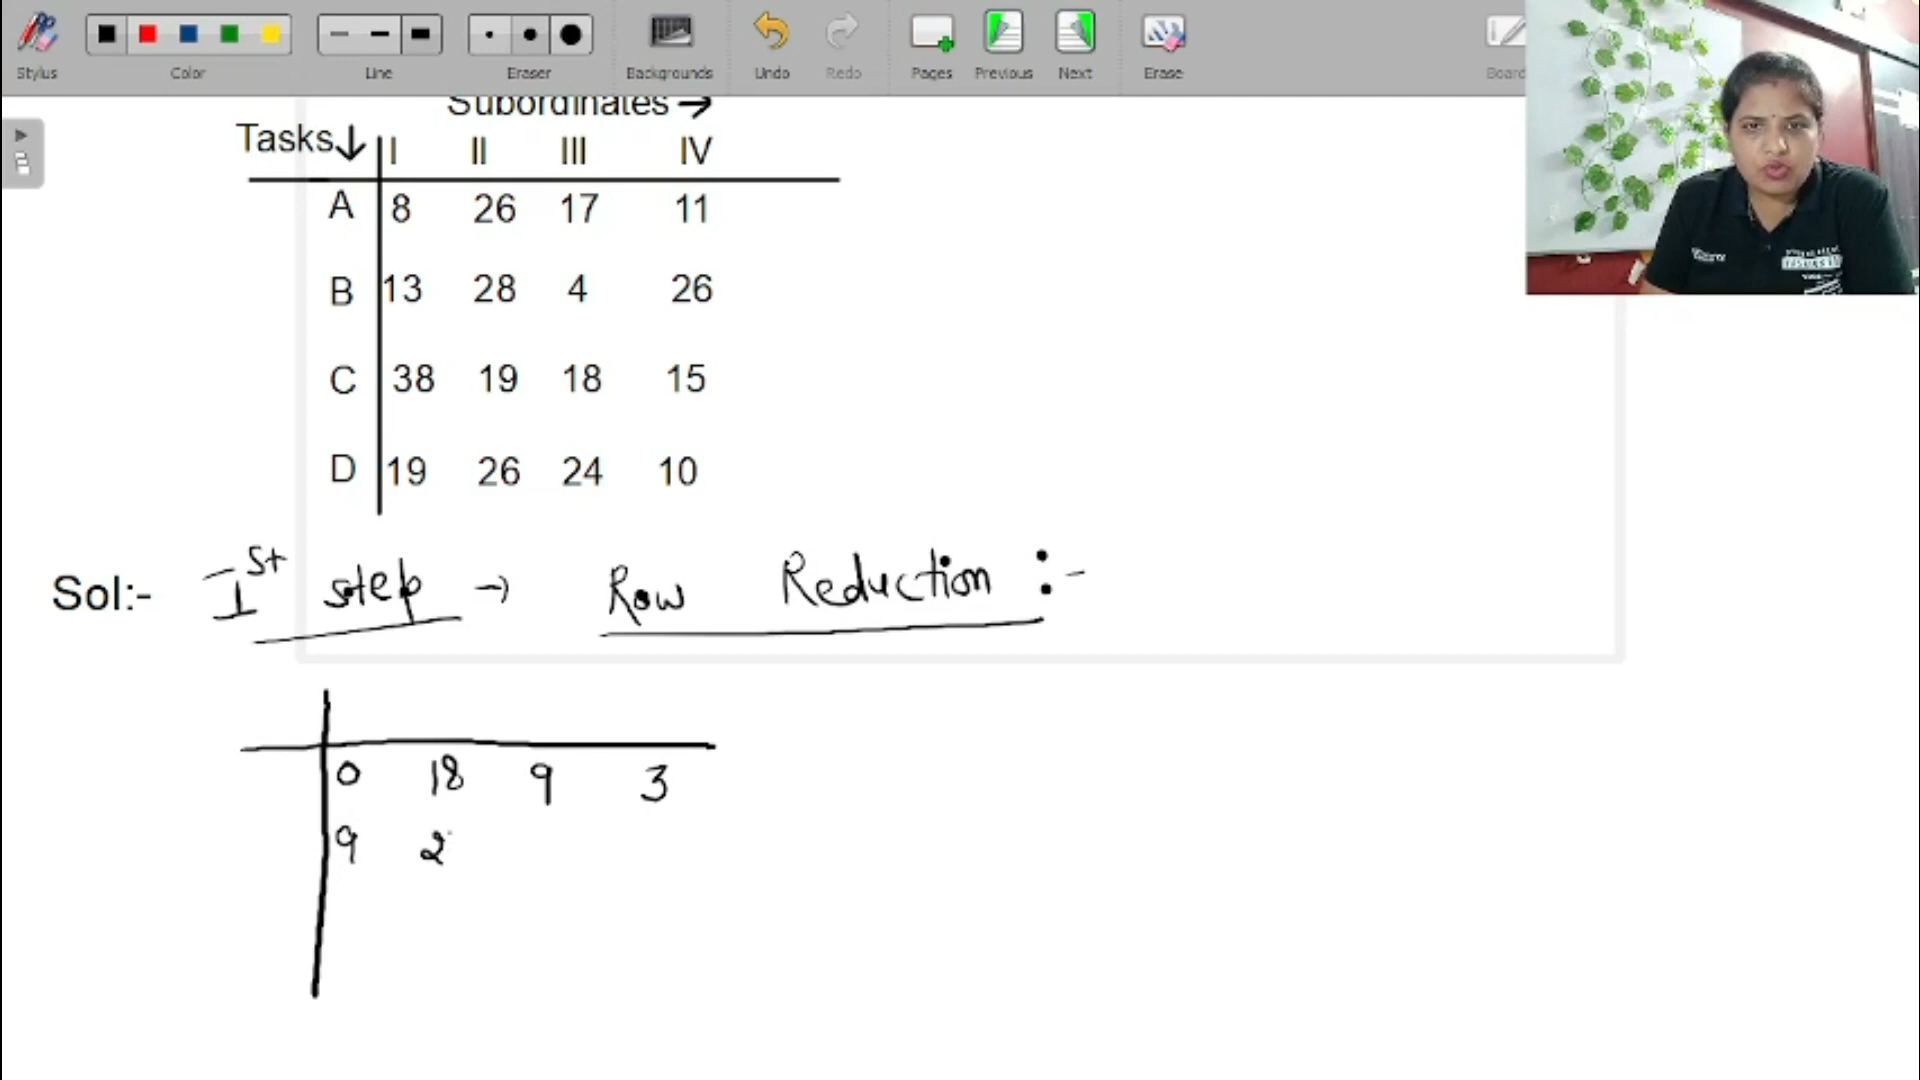 Stylus Color Line Eraser Backgrounds Undo Redo Pages Previous Next Erase Board
Subordinates →
Tasks↓ I II III IV
A 8 26 17 11
B 13 28 4 26
C 38 19 18 15
D 19 26 24 10
Sol:- Ist step → Row Reduction :-
0 18 9 3
9 2